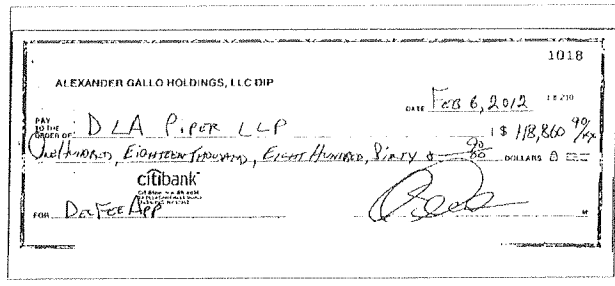 1018
ALEXANDER GALLO HOLDINGS, LLC DIP
DATE FEB 6, 2012
PAY TO THE ORDER OF DLA PIPER LLP $ 118,860 90/xx
ONE HUNDRED, EIGHTEEN THOUSAND, EIGHT HUNDRED, SIXTY & 90/00 DOLLARS
citibank
FOR DEC FEE APP